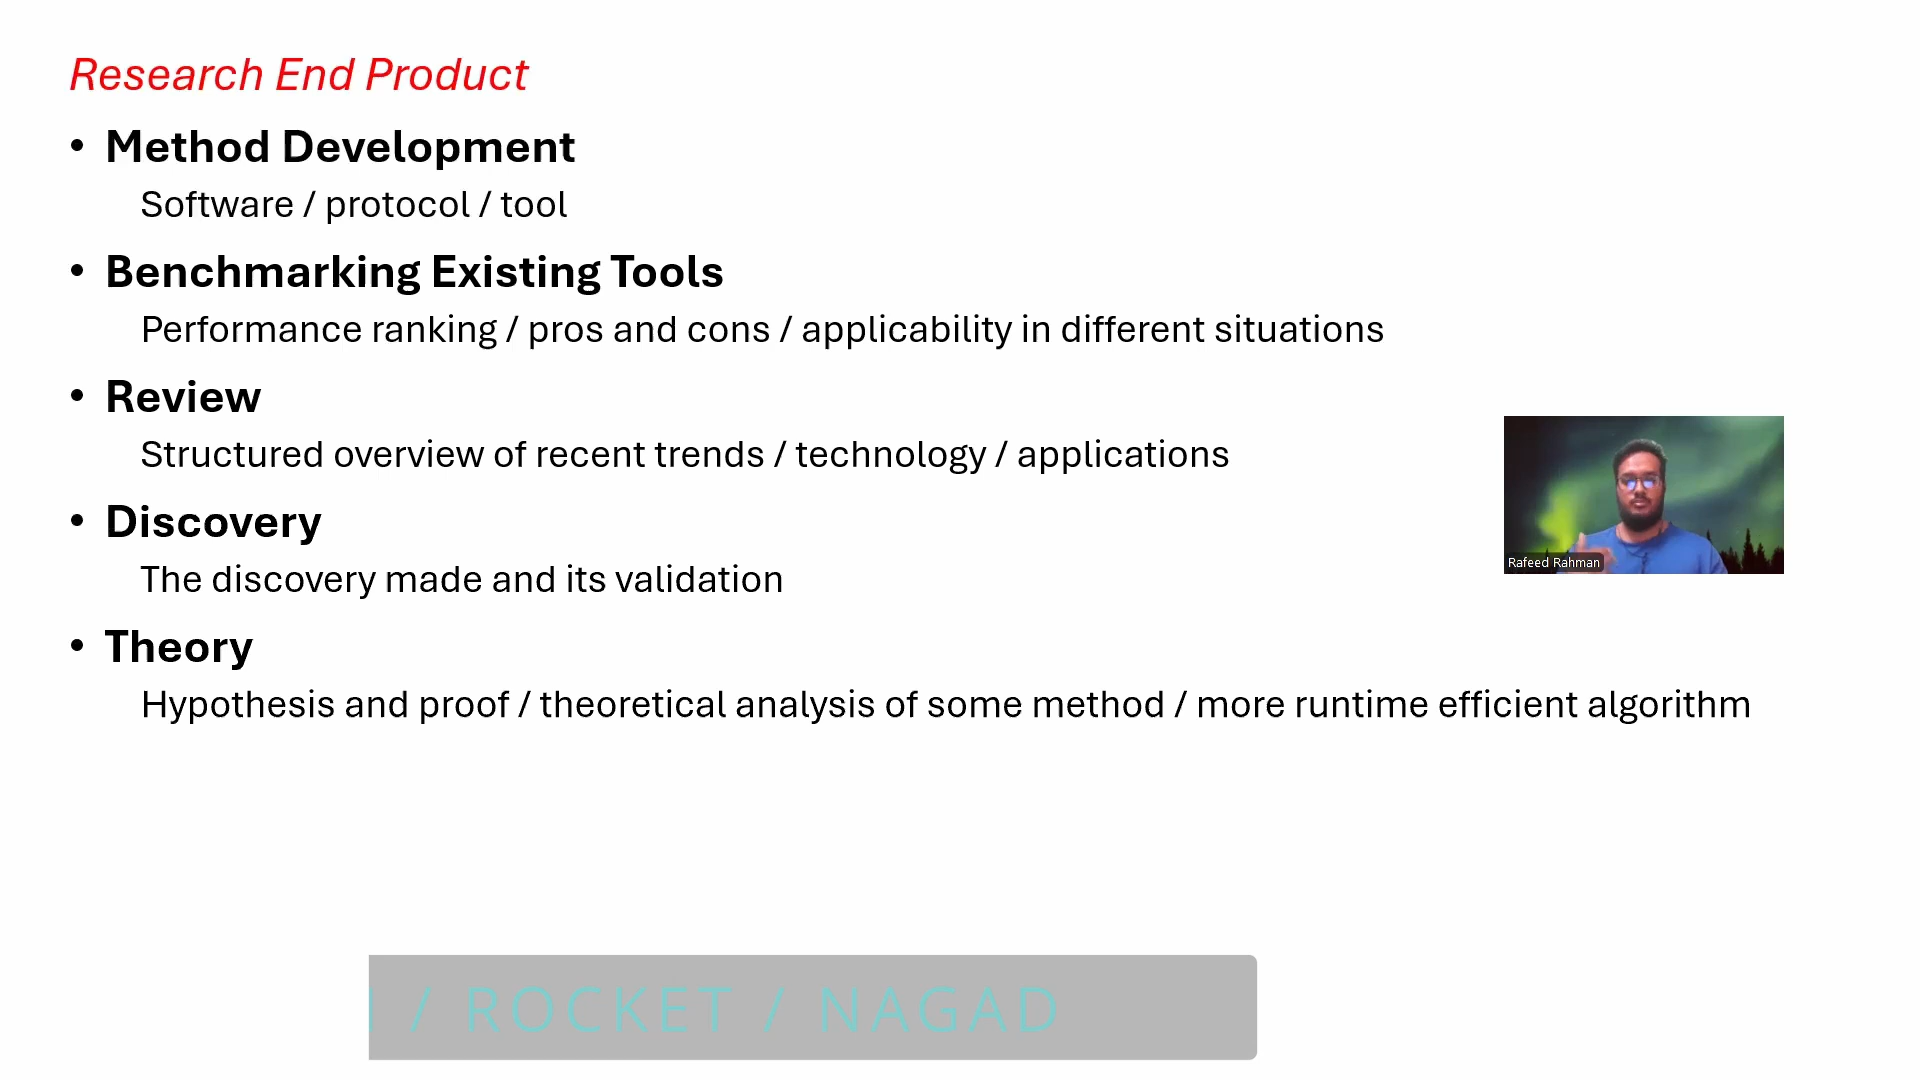 Research End Product
• Method Development
Software / protocol / tool
• Benchmarking Existing Tools
Performance ranking / pros and cons / applicability in different situations
• Review
Structured overview of recent trends / technology / applications
• Discovery
The discovery made and its validation
Rafeed Rahman
• Theory
Hypothesis and proof / theoretical analysis of some method / more runtime efficient algorithm
/ ROCKET / NAGAD